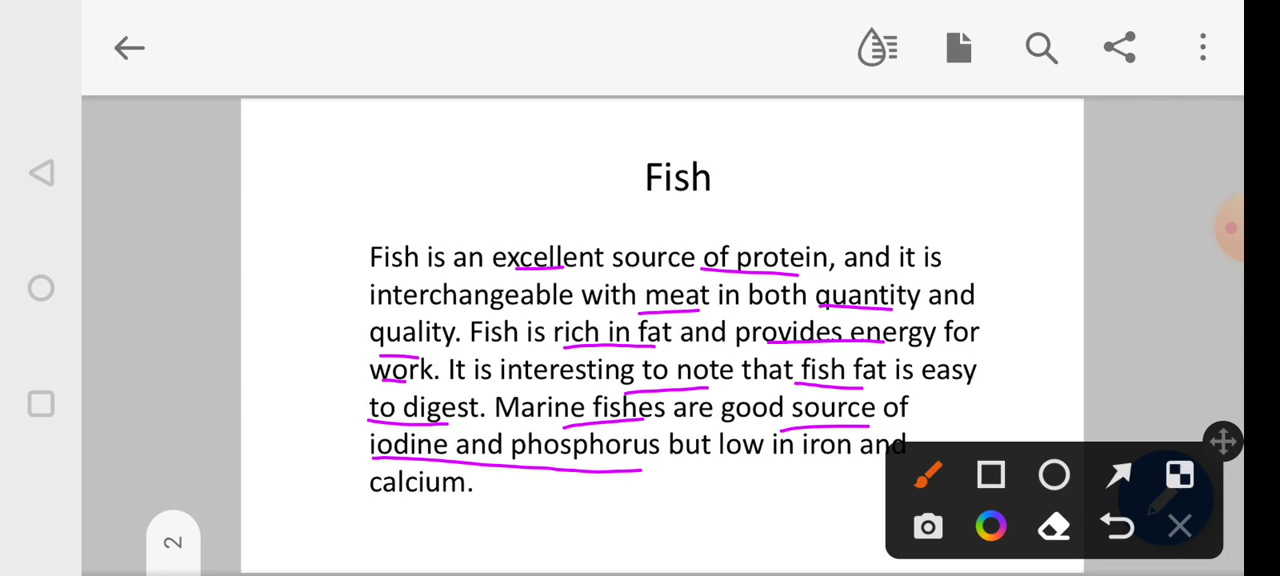 Fish
Fish is an excellent source of protein, and it is
interchangeable with meat in both quantity and
quality. Fish is rich in fat and provides energy for
work. It is interesting to note that fish fat is easy
to digest. Marine fishes are good source of
iodine and phosphorus but low in iron and
calcium.
2